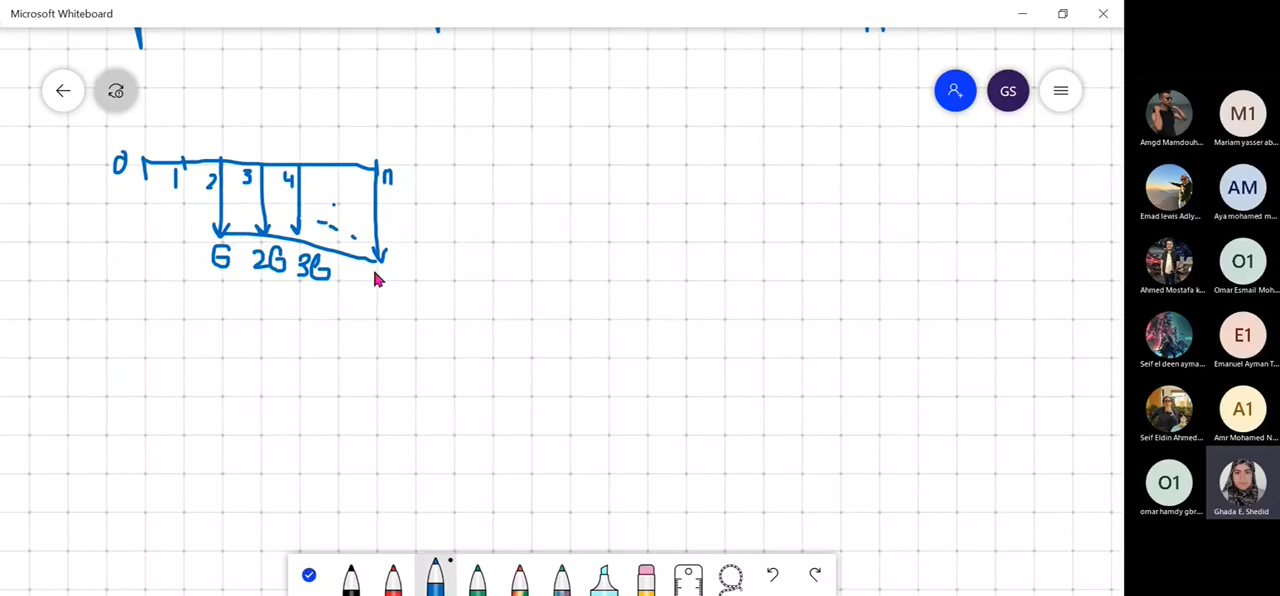 Microsoft Whiteboard
GS
0
1 2 3 4 n
G 2G 3G
Amgd Mamdouh...
M1
Mariam yasser ab...
Emad lewis Adly...
AM
Aya mohamed m...
Ahmed Mostafa k...
O1
Omar Esmail Moh...
Seif el deen ayma...
E1
Emanuel Ayman T...
Seif Eldin Ahmed...
A1
Amr Mohamed N...
O1
omar hamdy gbr...
Ghada E. Shedid